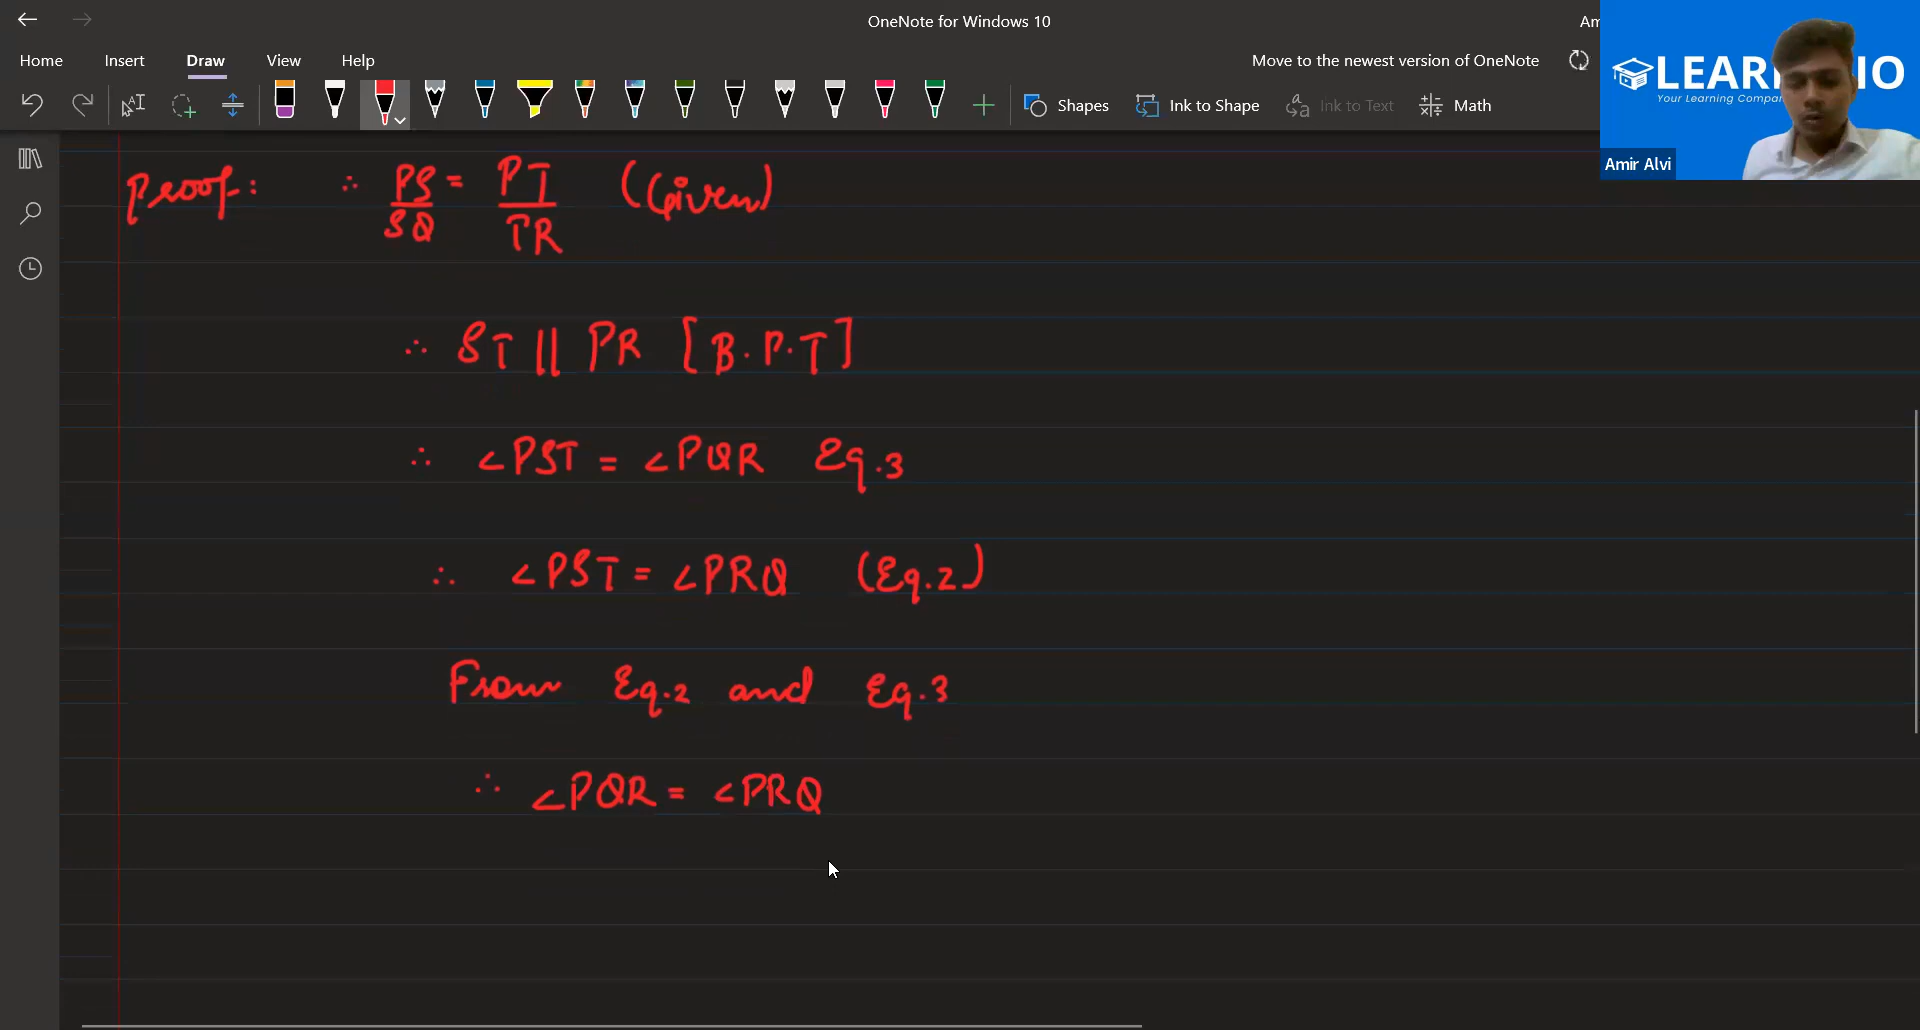 OneNote for Windows 10
Am
Home Insert Draw View Help
Move to the newest version of OneNote
Shapes Ink to Shape Ink to Text Math
LEAR IO
Your Learning Compa
Amir Alvi
Proof: ∴ PS/SQ = PT/TR (Given)
∴ ST || PR [B.P.T]
∴ ∠PST = ∠PQR Eq.3
∴ ∠PST = ∠PRQ (Eq.2)
From Eq.2 and Eq.3
∴ ∠PQR = ∠PRQ